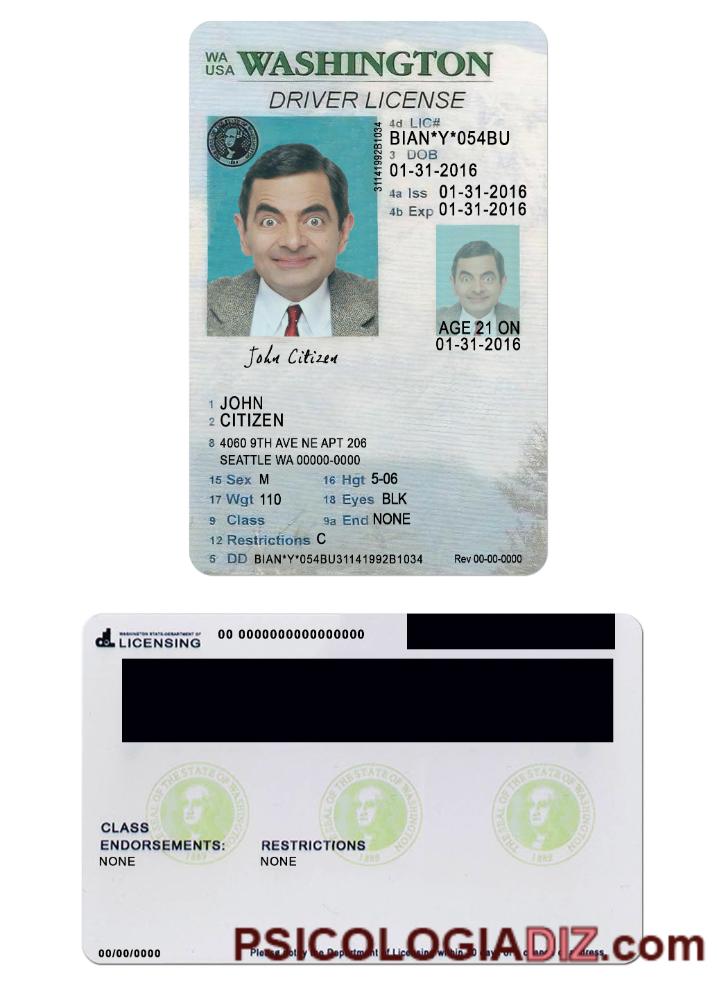 WA
USA
WASHINGTON
DRIVER LICENSE
4d LIC#
BIAN*Y*054BU
3 DOB
01-31-2016
4a Iss 01-31-2016
4b Exp 01-31-2016
31141992B1034
AGE 21 ON
01-31-2016
John Citizen
1 JOHN
2 CITIZEN
8 4060 9TH AVE NE APT 206
SEATTLE WA 00000-0000
15 Sex M 16 Hgt 5-06
17 Wgt 110 18 Eyes BLK
9 Class 9a End NONE
12 Restrictions C
5 DD BIAN*Y*054BU31141992B1034 Rev 00-00-0000
WASHINGTON STATE DEPARTMENT OF
LICENSING
00 0000000000000000
SEAL OF THE STATE OF WASHINGTON
1889
SEAL OF THE STATE OF WASHINGTON
1889
SEAL OF THE STATE OF WASHINGTON
1889
CLASS
ENDORSEMENTS: RESTRICTIONS
NONE NONE
00/00/0000
Please notify the Department of Licensing within 10 days of a change of address.
PSICOLOGIADIZ.com